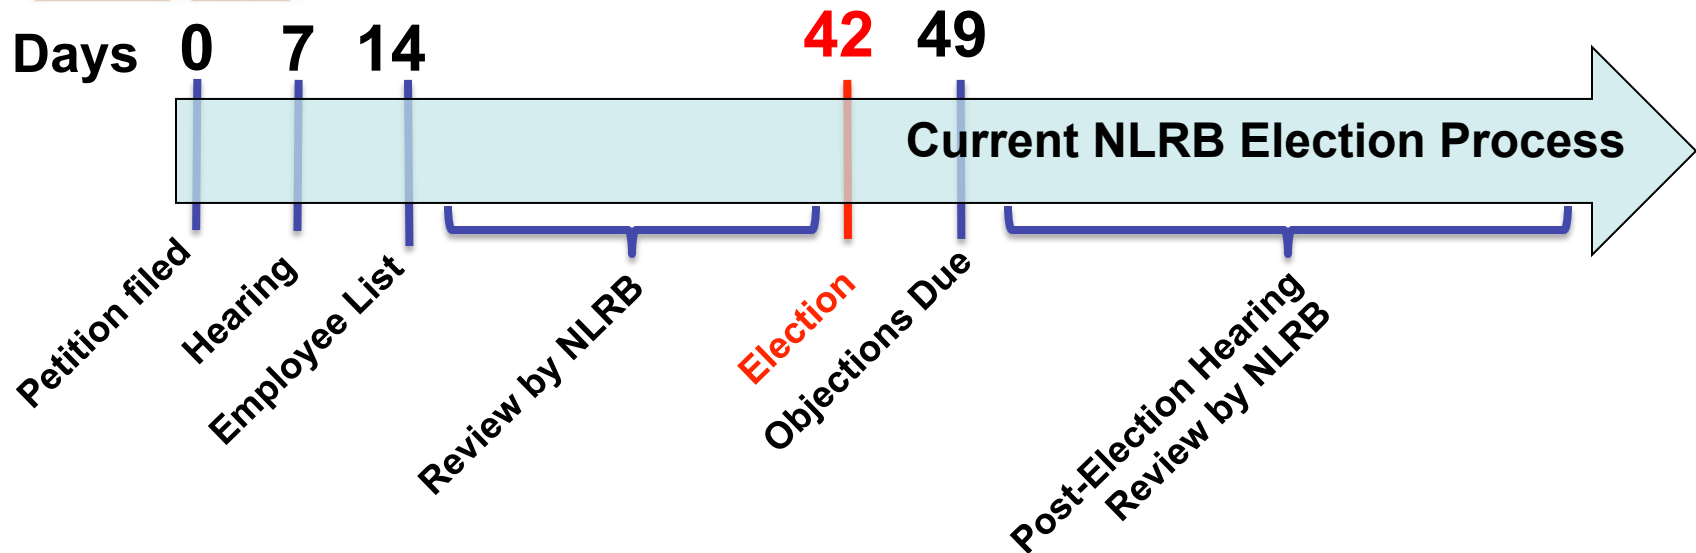 Days 0 7 14 42 49
Current NLRB Election Process
Petition filed
Hearing
Employee List
Review by NLRB
Election
Objections Due
Post-Election Hearing
Review by NLRB